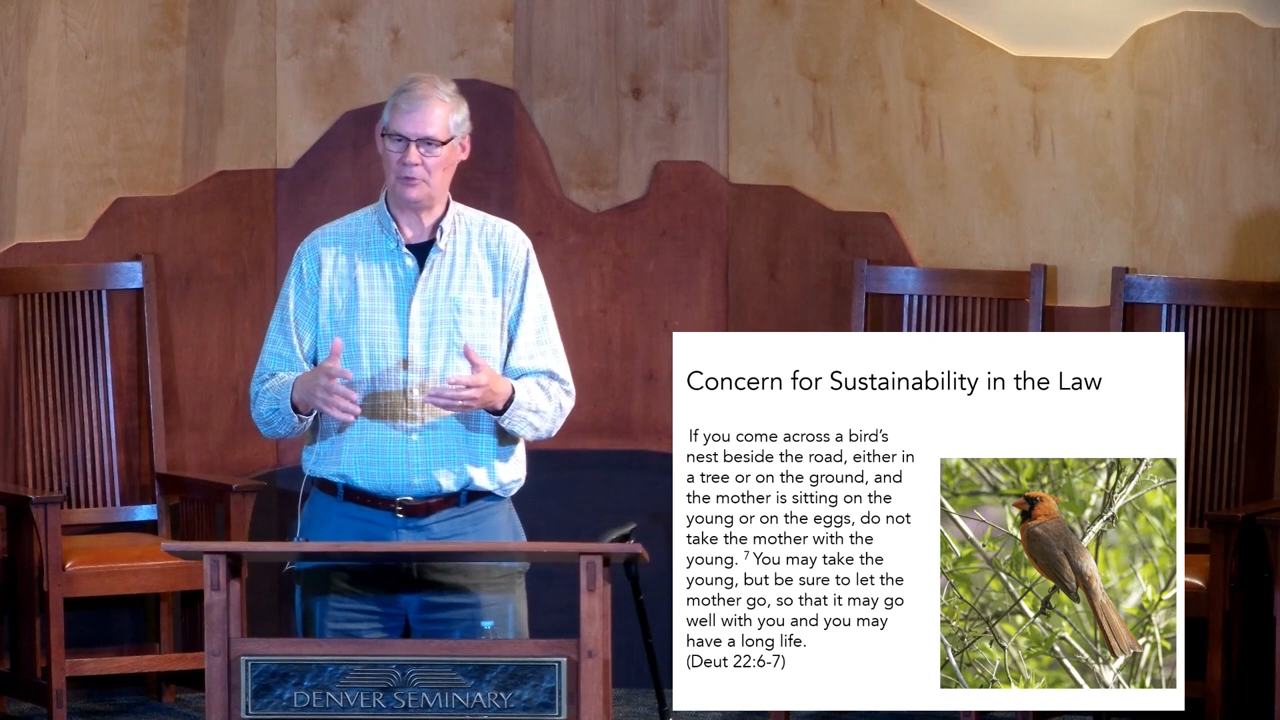 Concern for Sustainability in the Law
If you come across a bird’s
nest beside the road, either in
a tree or on the ground, and
the mother is sitting on the
young or on the eggs, do not
take the mother with the
young. ⁷ You may take the
young, but be sure to let the
mother go, so that it may go
well with you and you may
have a long life.
(Deut 22:6-7)
DENVER SEMINARY